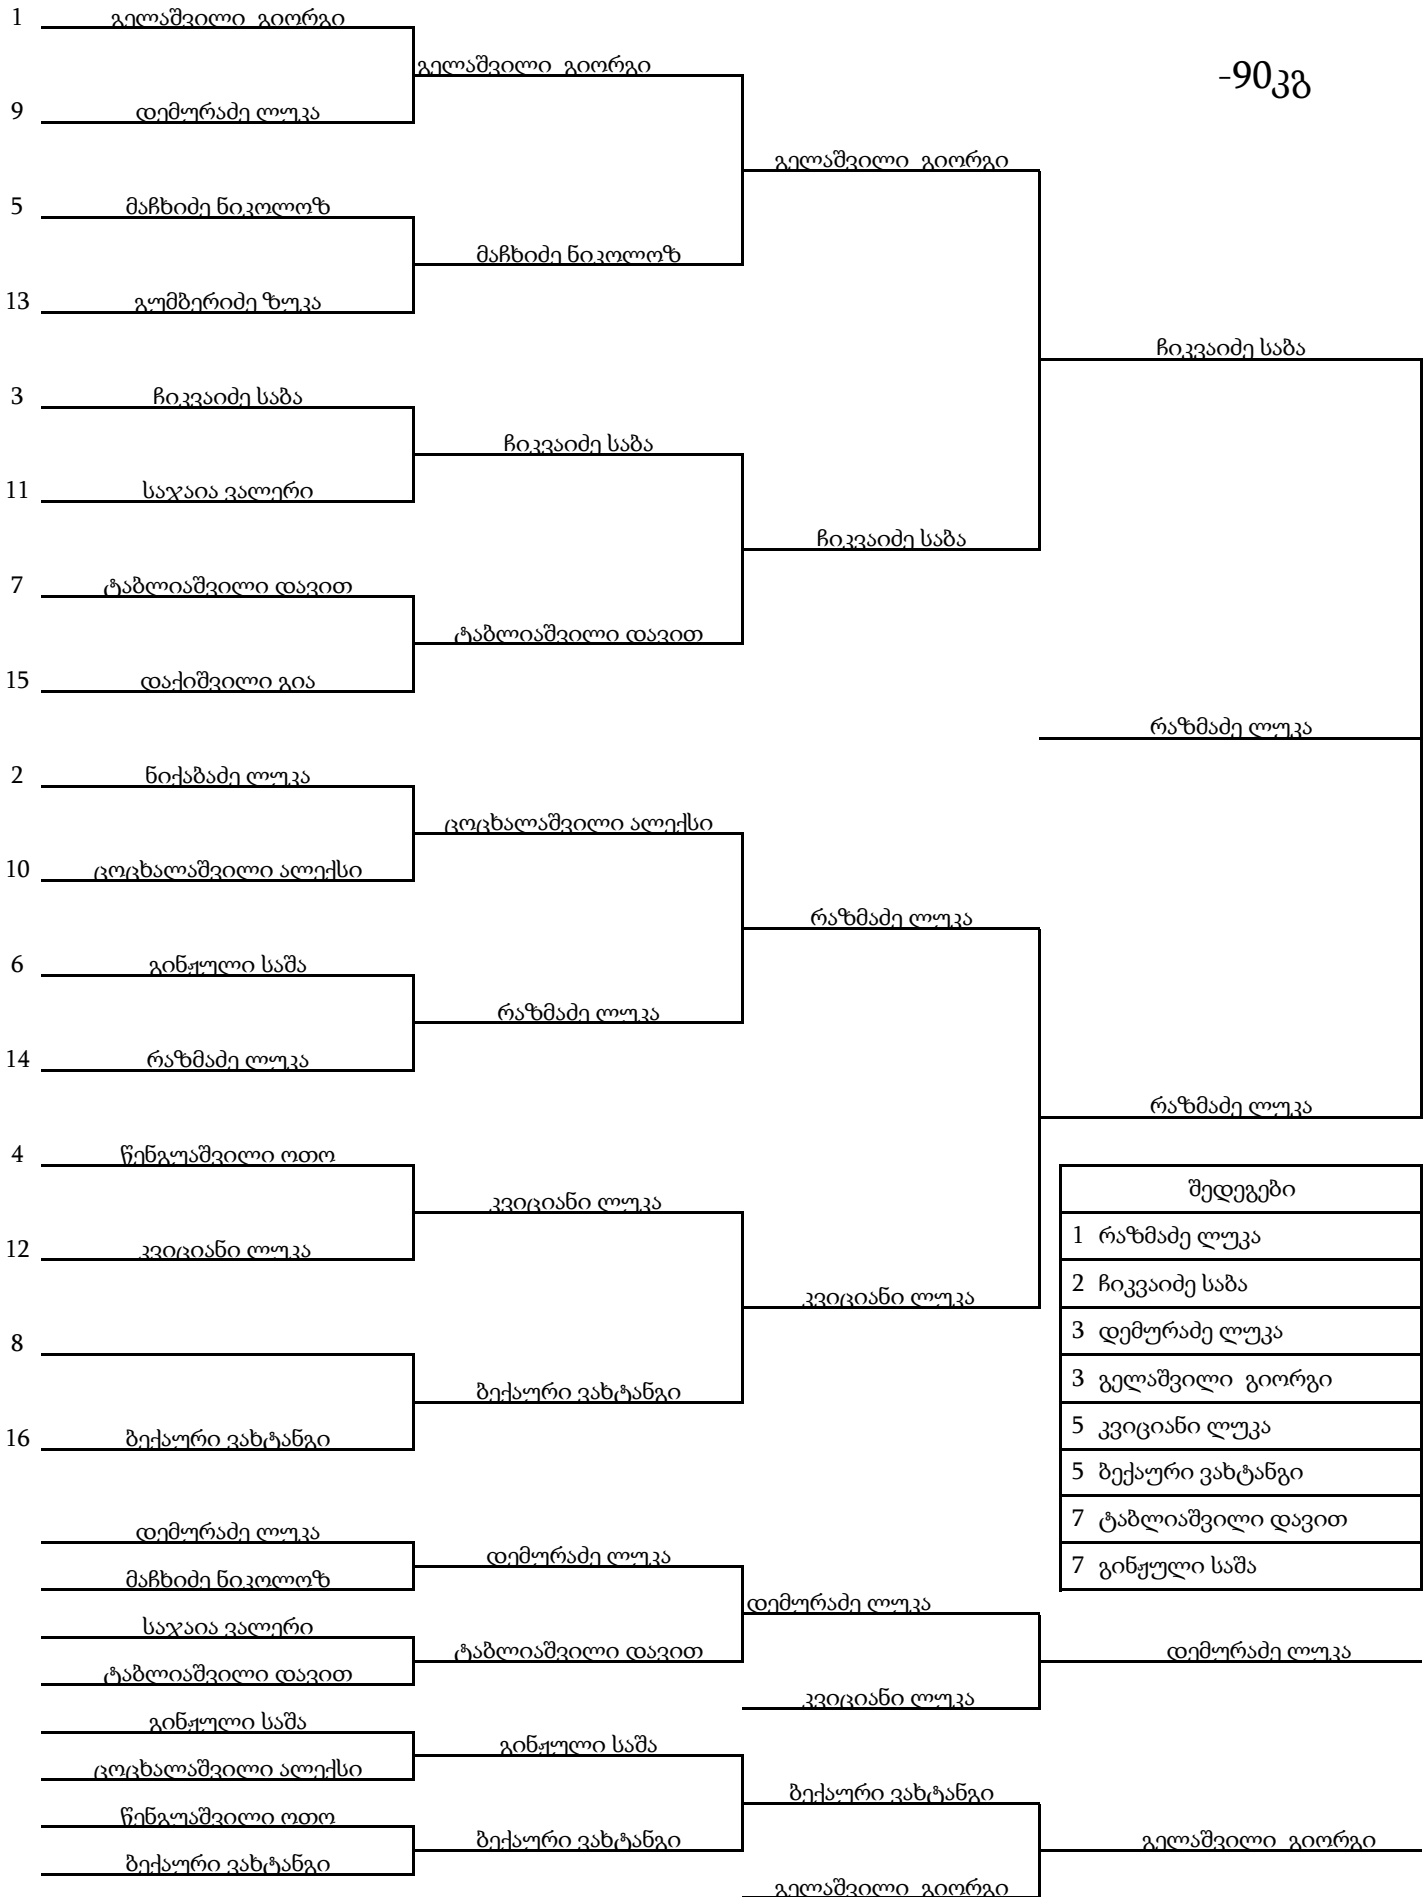 1 გელაშვილი გიორგი
გელაშვილი გიორგი
-90კგ
9 დემურაძე ლუკა
გელაშვილი გიორგი
5 მაჩხიძე ნიკოლოზ
მაჩხიძე ნიკოლოზ
13 გუმბერიძე ზუკა
ჩიკვაიძე საბა
3 ჩიკვაიძე საბა
ჩიკვაიძე საბა
11 საჯაია ვალერი
ჩიკვაიძე საბა
7 ტაბლიაშვილი დავით
ტაბლიაშვილი დავით
15 დაქიშვილი გია
რაზმაძე ლუკა
2 ნიქაბაძე ლუკა
ცოცხალაშვილი ალექსი
10 ცოცხალაშვილი ალექსი
რაზმაძე ლუკა
6 გინჟული საშა
რაზმაძე ლუკა
14 რაზმაძე ლუკა
რაზმაძე ლუკა
4 წენგუაშვილი ოთო
კვიციანი ლუკა
12 კვიციანი ლუკა
კვიციანი ლუკა
8
ბექაური ვახტანგი
16 ბექაური ვახტანგი
შედეგები
1 რაზმაძე ლუკა
2 ჩიკვაიძე საბა
3 დემურაძე ლუკა
3 გელაშვილი გიორგი
5 კვიციანი ლუკა
5 ბექაური ვახტანგი
7 ტაბლიაშვილი დავით
7 გინჟული საშა
დემურაძე ლუკა
დემურაძე ლუკა
მაჩხიძე ნიკოლოზ
დემურაძე ლუკა
საჯაია ვალერი
ტაბლიაშვილი დავით
დემურაძე ლუკა
ტაბლიაშვილი დავით
კვიციანი ლუკა
გინჟული საშა
გინჟული საშა
ცოცხალაშვილი ალექსი
ბექაური ვახტანგი
წენგუაშვილი ოთო
ბექაური ვახტანგი
გელაშვილი გიორგი
ბექაური ვახტანგი
გელაშვილი გიორგი